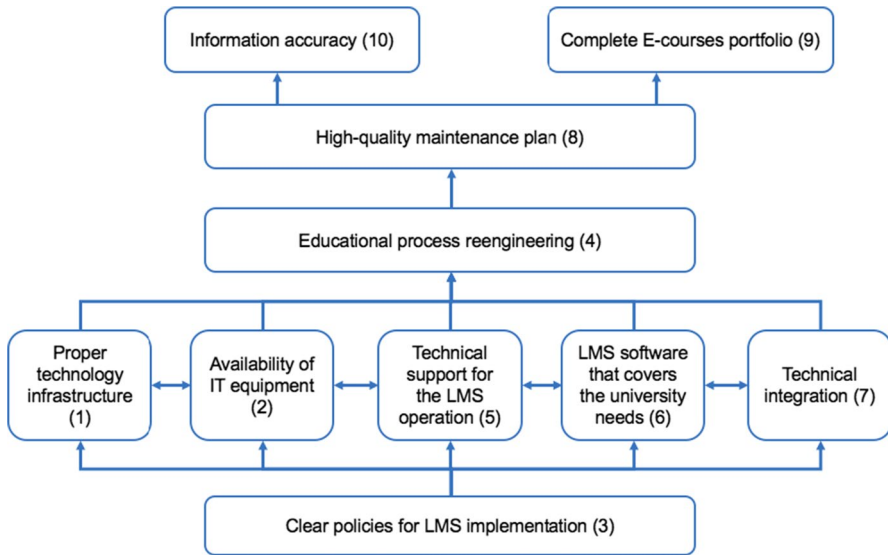 Information accuracy (10)
Complete E-courses portfolio (9)
High-quality maintenance plan (8)
Educational process reengineering (4)
Proper
technology
infrastructure
(1)
Availability of
IT equipment
(2)
Technical
support for
the LMS
operation (5)
LMS software
that covers
the university
needs (6)
Technical
integration (7)
Clear policies for LMS implementation (3)